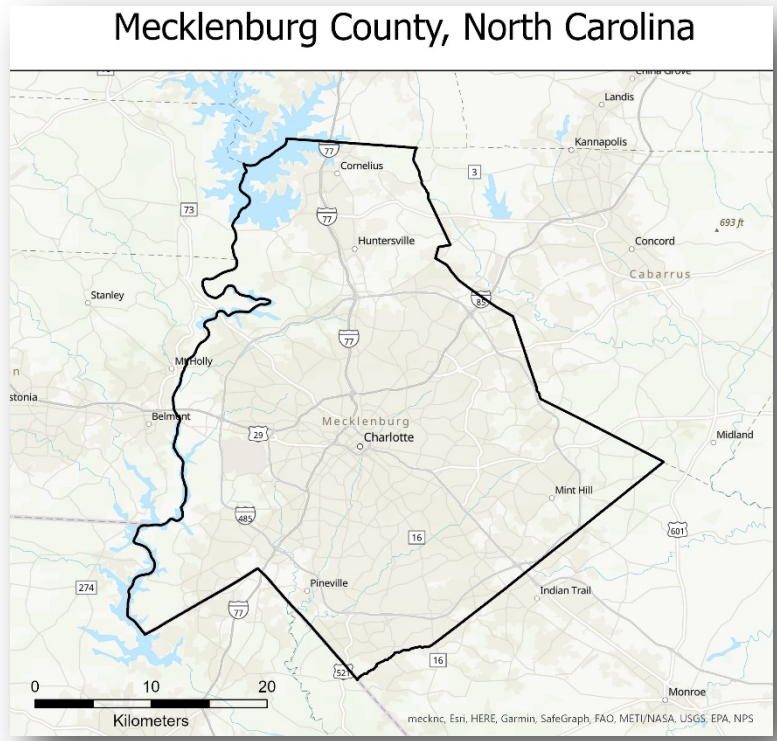 Mecklenburg County, North Carolina
China Grove
Landis
77
Kannapolis
Cornelius
3
73
77
693 ft
Huntersville
Concord
Cabarrus
Stanley
85
77
Mt Holly
stonia
Belmont
Mecklenburg
29
Charlotte
Midland
Mint Hill
485
601
16
274
Pineville
Indian Trail
77
16
521
Monroe
0 10 20
Kilometers
mecknc, Esri, HERE, Garmin, SafeGraph, FAO, METI/NASA, USGS, EPA, NPS